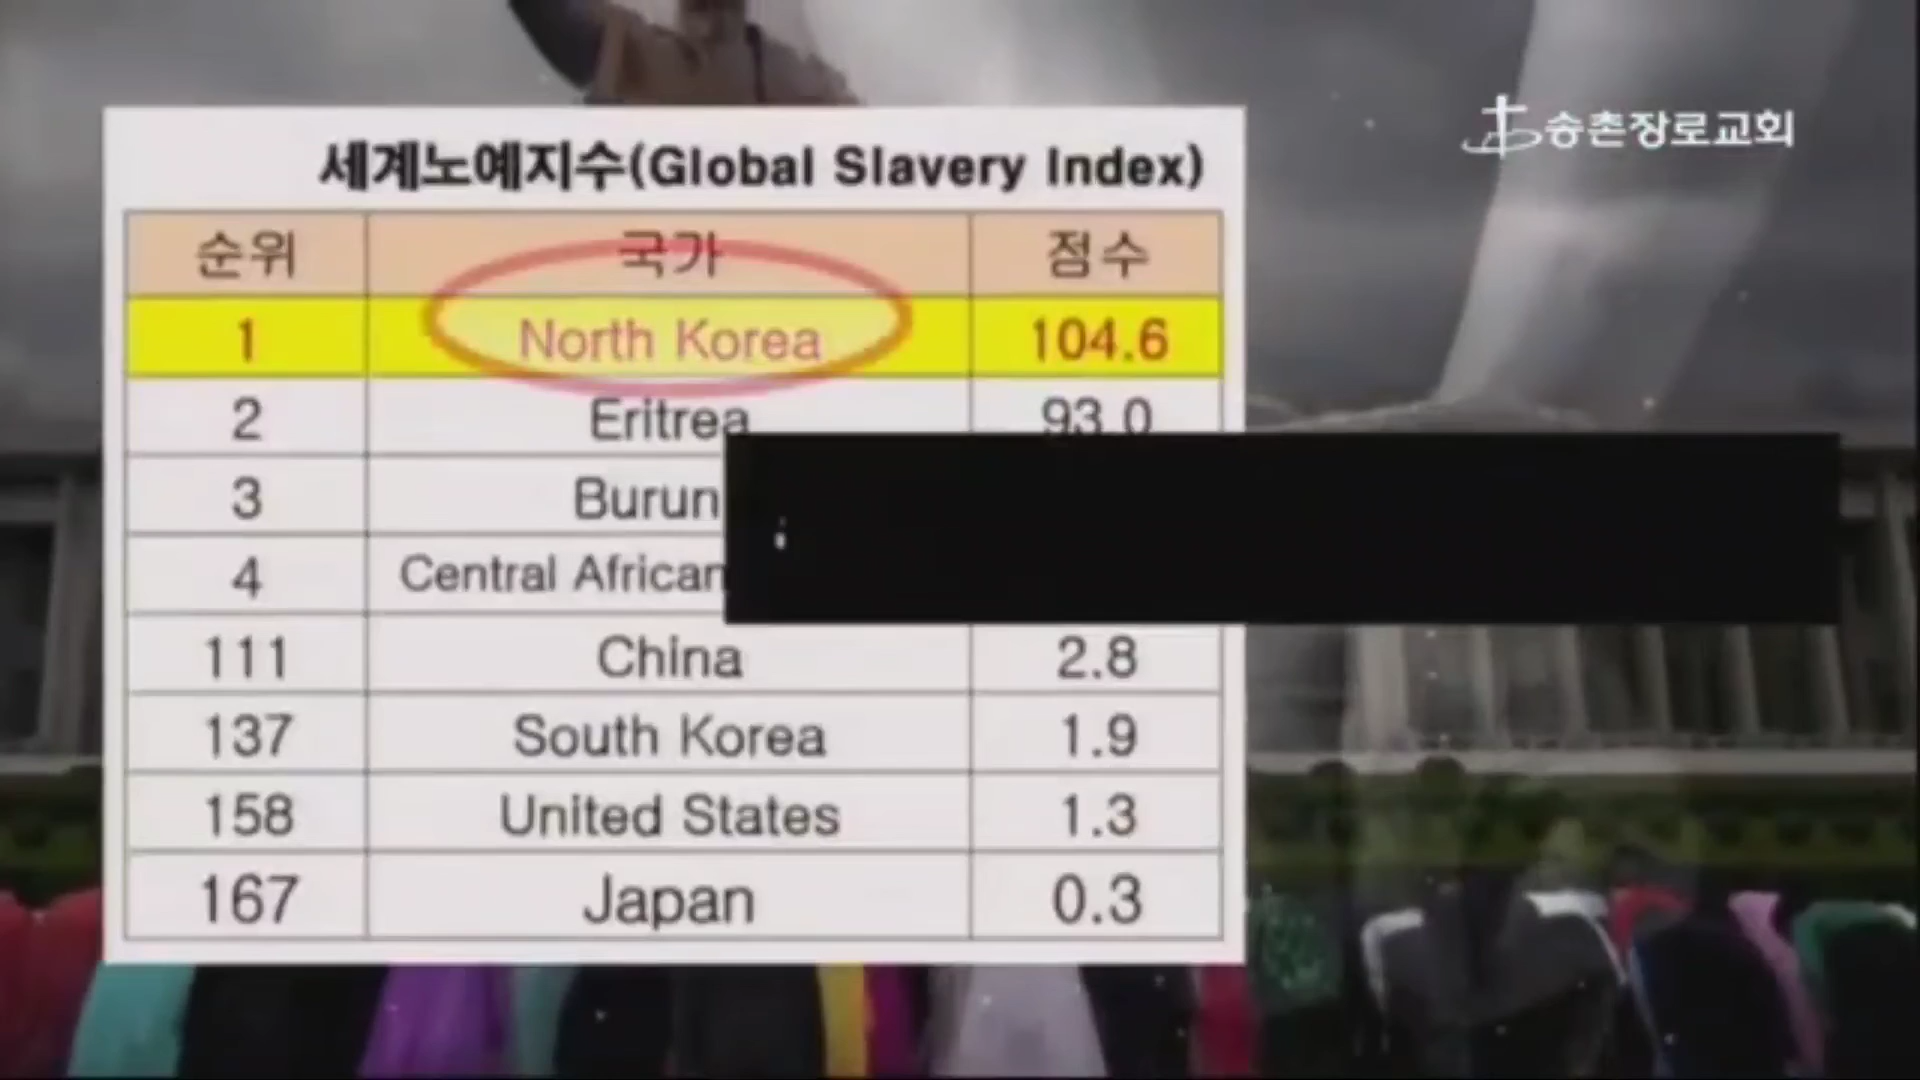 송촌장로교회
세계노예지수(Global Slavery Index)
순위 국가 점수
1 North Korea 104.6
2 Eritrea 93.0
3 Burun
4 Central African
111 China 2.8
137 South Korea 1.9
158 United States 1.3
167 Japan 0.3